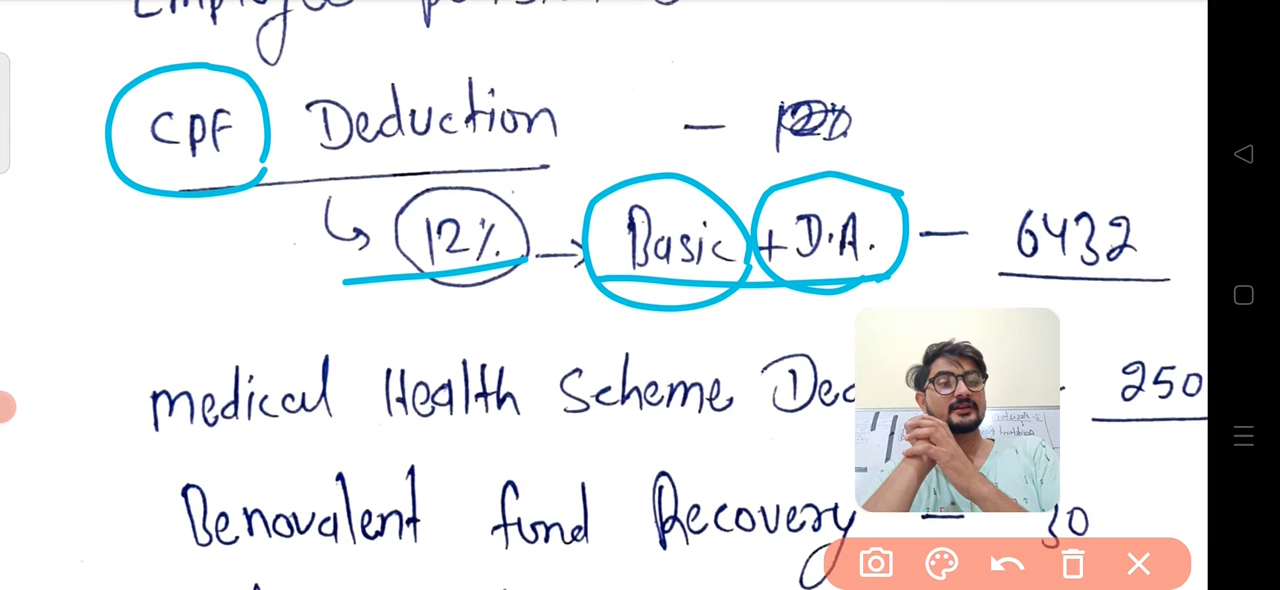 CPF Deduction -
↳ 12% → Basic + D.A. - 6432
Medical Health Scheme Ded - 250
Benovalent fund Recovery - 30